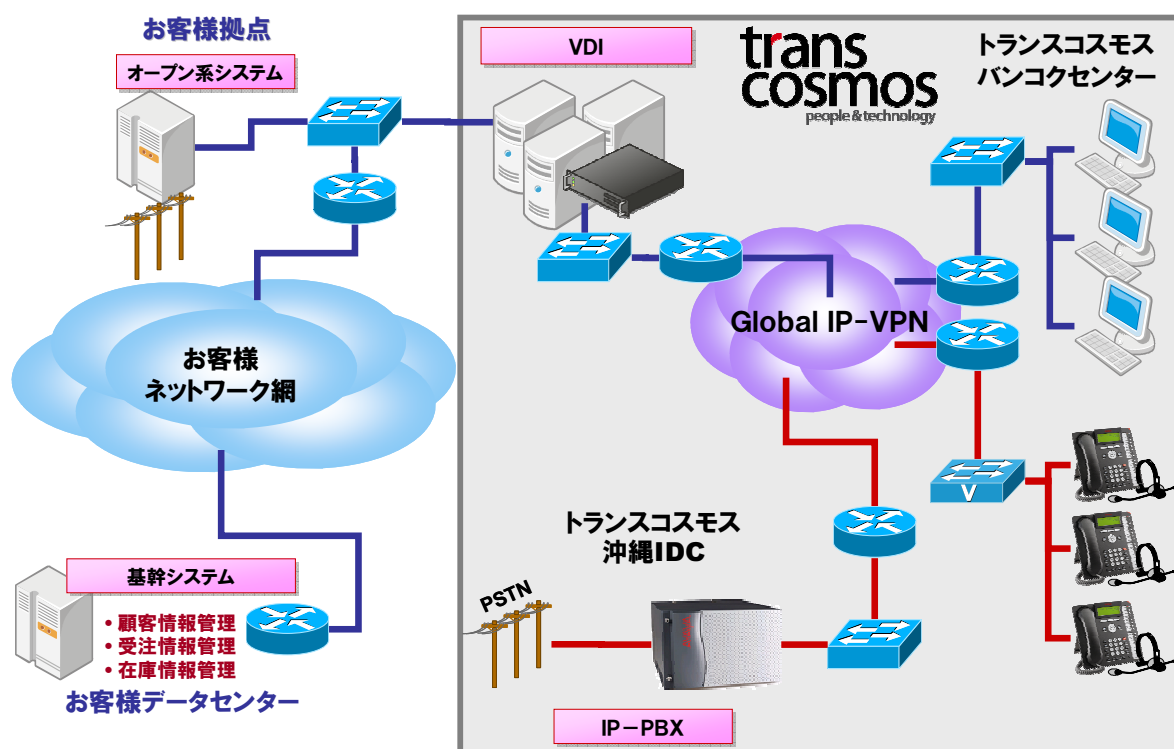 お客様拠点
オープン系システム
VDI
trans
cosmos
people & technology
トランスコスモス
バンコクセンター
お客様
ネットワーク網
Global IP-VPN
V
トランスコスモス
沖縄IDC
PSTN
基幹システム
・顧客情報管理
・受注情報管理
・在庫情報管理
お客様データセンター
IP-PBX